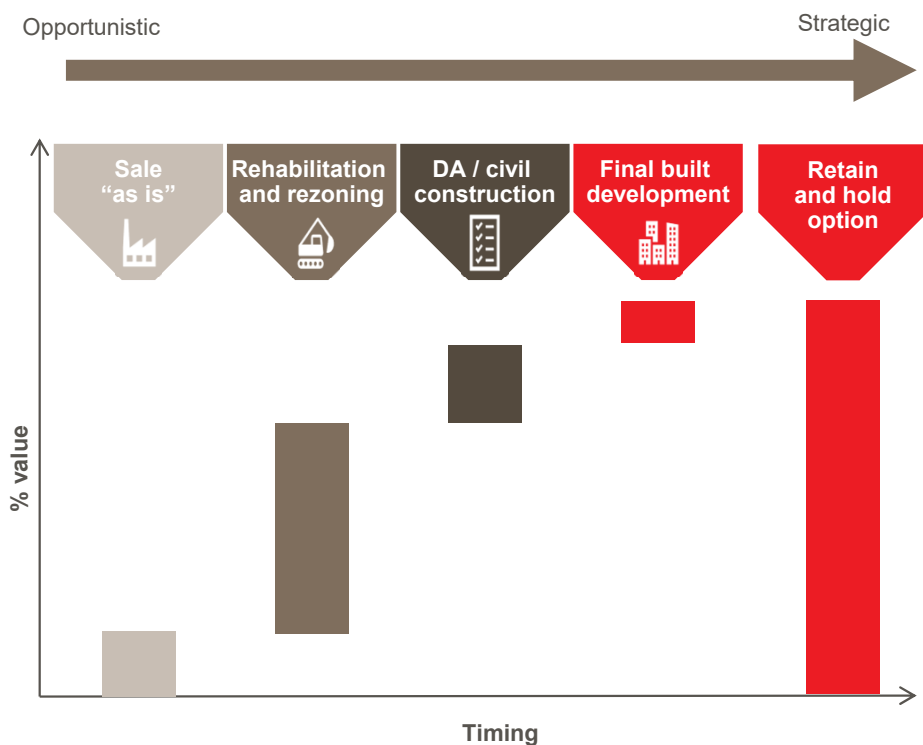 Opportunistic
Strategic
Sale
“as is”
Rehabilitation
and rezoning
DA / civil
construction
Final built
development
Retain
and hold
option
% value
Timing